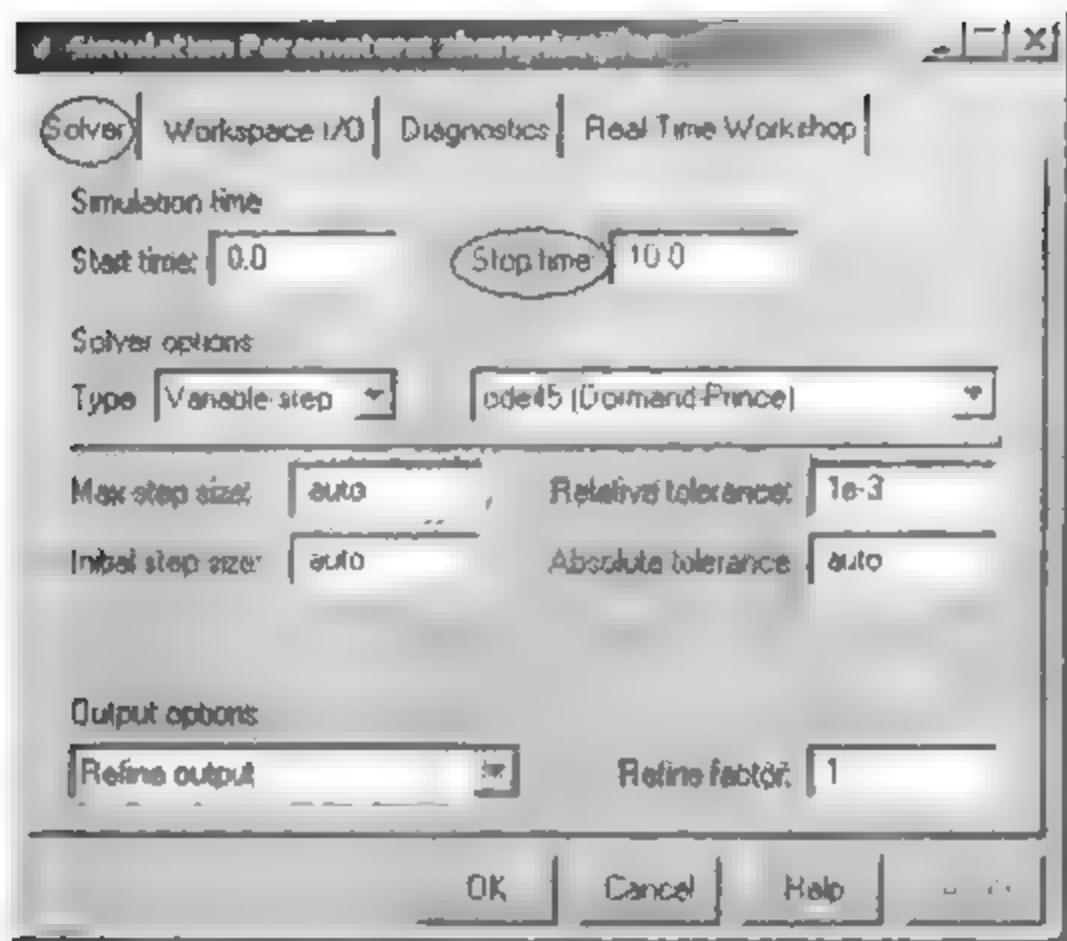 Simulation Parameters:
Solver Workspace I/O Diagnostics Real-Time Workshop
Simulation time
Start time: 0.0 Stop time: 10.0
Solver options
Type: Variable-step ode45 (Dormand-Prince)
Max step size: auto Relative tolerance: 1e-3
Initial step size: auto Absolute tolerance: auto
Output options
Refine output Refine factor: 1
OK Cancel Help